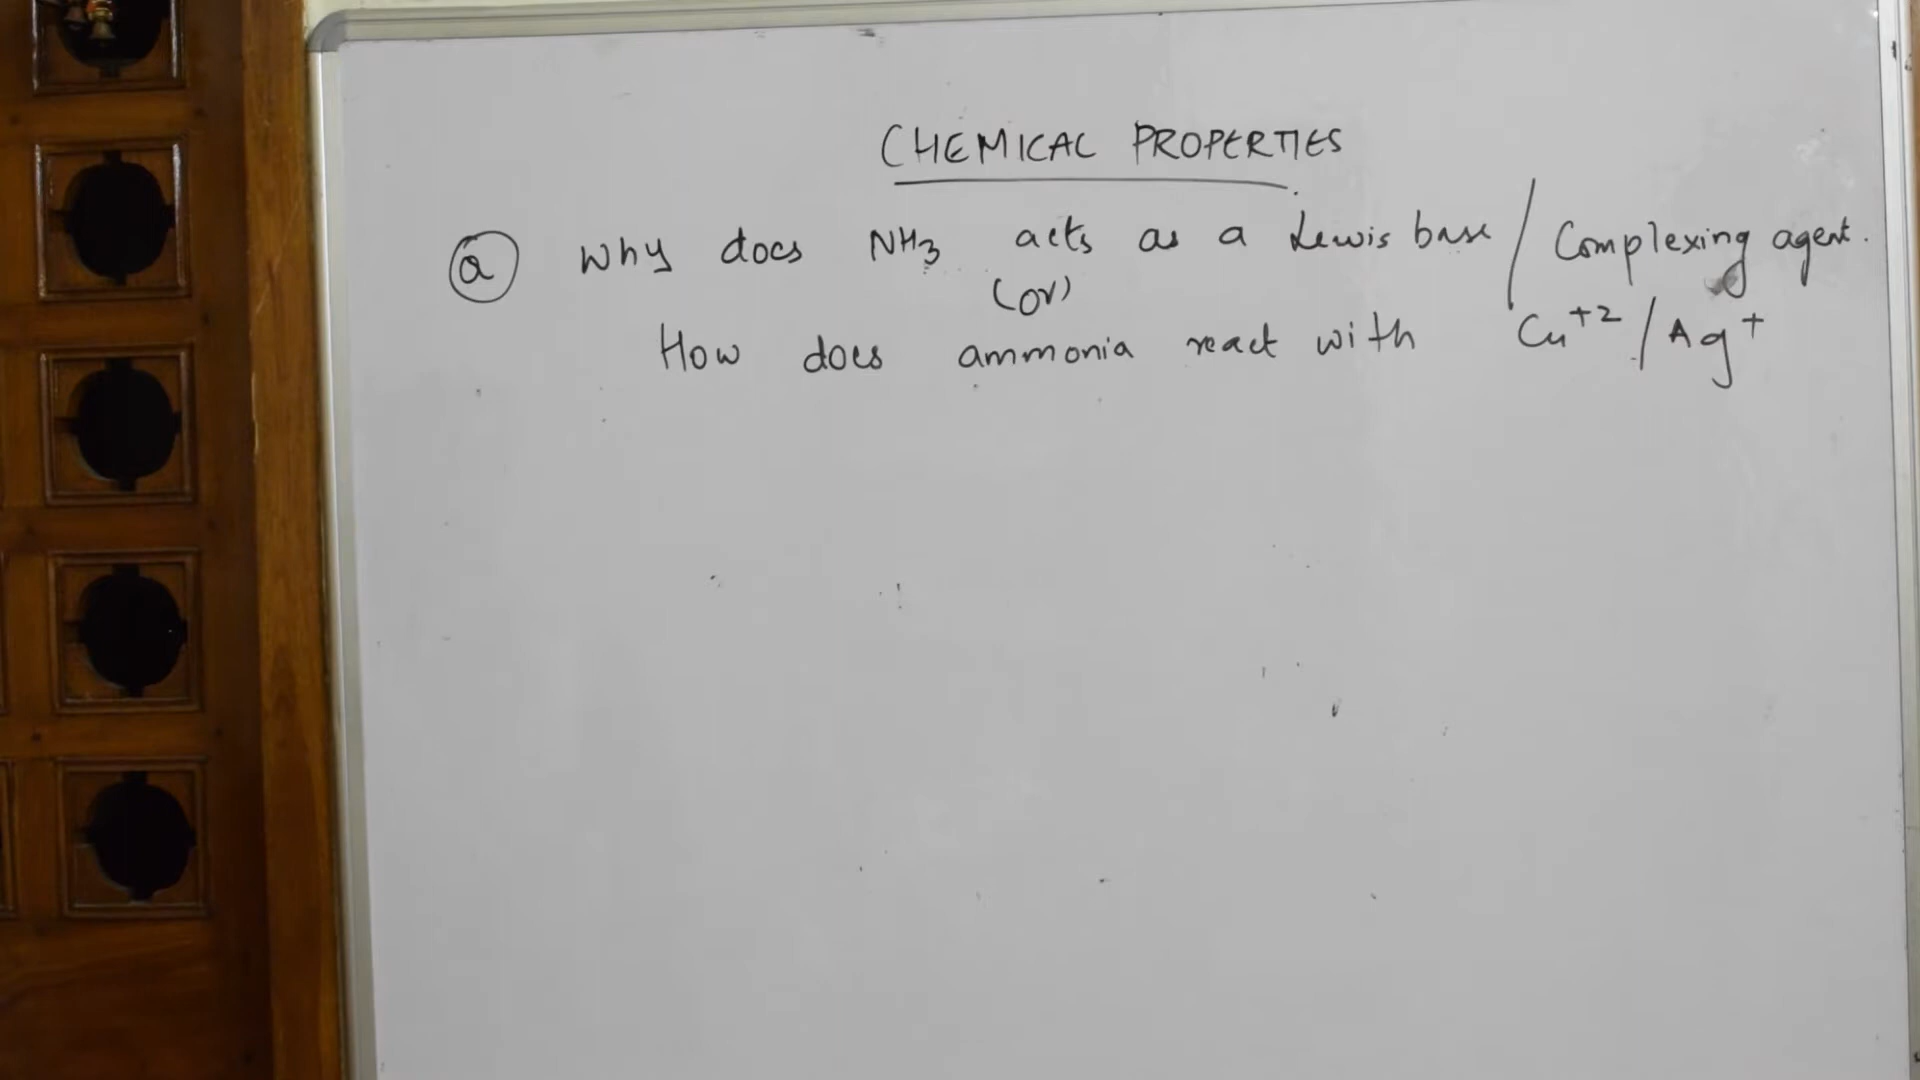 CHEMICAL PROPERTIES
(a) Why does NH3 acts as a Lewis base / Complexing agent.
(or)
How does ammonia react with Cu+2 / Ag+